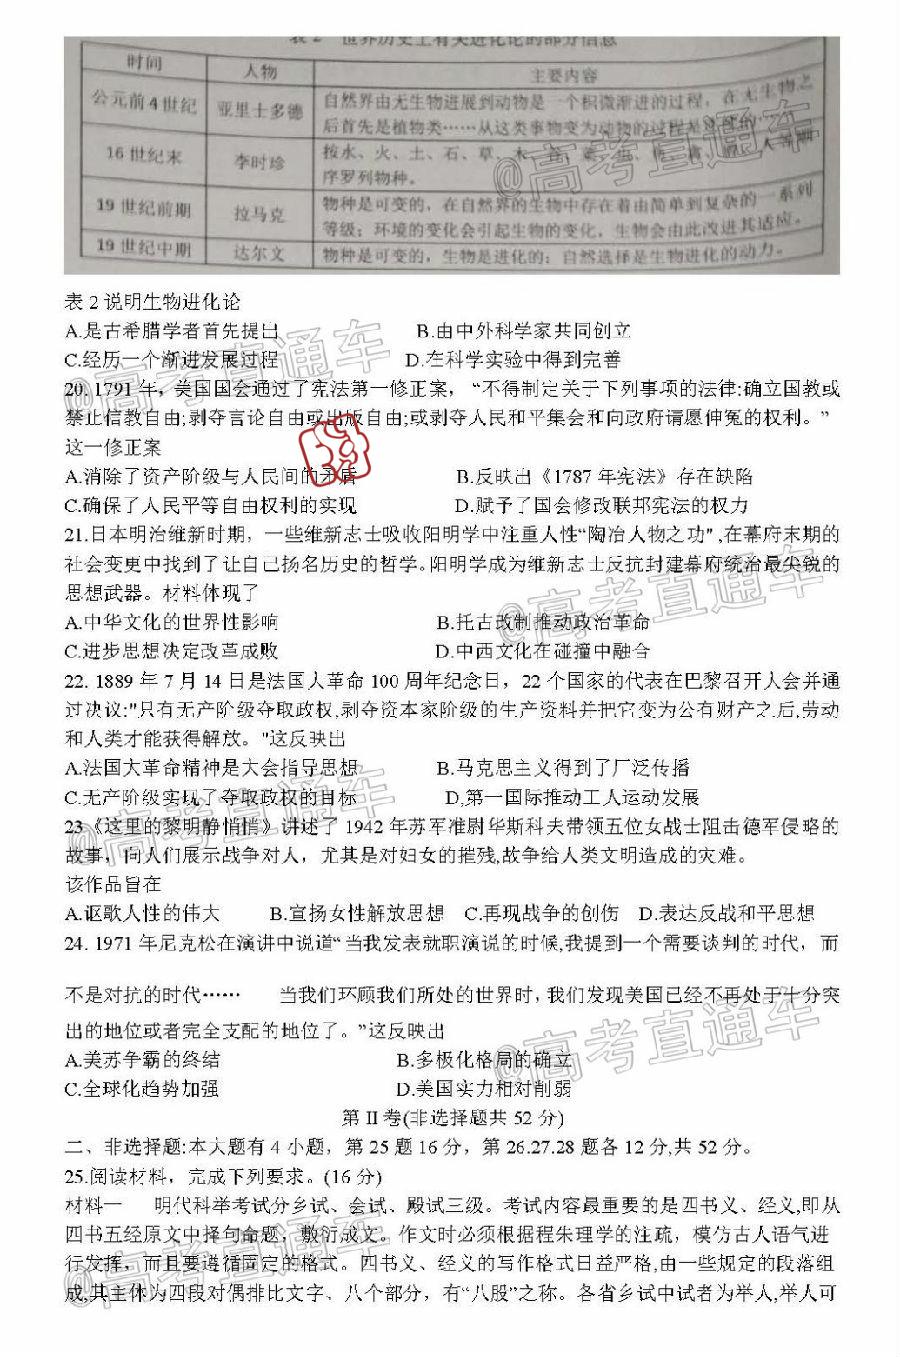 表 2 世界历史上有关进化论的部分信息
时间 人物 主要内容
公元前4世纪 亚里士多德 自然界由无生物进展到动物是一个积微渐进的过程，在无生物之
后首先是植物类……从这类事物变为动物的过程是
16世纪末 李时珍 按水、火、土、石、草、木
序罗列物种。
19世纪前期 拉马克 物种是可变的，在自然界的生物中存在着由简单到复杂的一系列
等级；环境的变化会引起生物的变化，生物会由此改进其适应。
19世纪中期 达尔文 物种是可变的，生物是进化的；自然选择是生物进化的动力。
表 2 说明生物进化论
A.是古希腊学者首先提出 B.由中外科学家共同创立
C.经历一个渐进发展过程 D.在科学实验中得到完善
20. 1791 年，美国国会通过了宪法第一修正案，“不得制定关于下列事项的法律:确立国教或
禁止信教自由;剥夺言论自由或出版自由;或剥夺人民和平集会和向政府请愿伸冤的权利。”
这一修正案
A.消除了资产阶级与人民间的矛盾 B.反映出《1787 年宪法》存在缺陷
C.确保了人民平等自由权利的实现 D.赋予了国会修改联邦宪法的权力
21.日本明治维新时期，一些维新志士吸收阳明学中注重人性“陶冶人物之功”,在幕府末期的
社会变更中找到了让自己扬名历史的哲学。阳明学成为维新志士反抗封建幕府统治最尖锐的
思想武器。材料体现了
A.中华文化的世界性影响 B.托古改制推动政治革命
C.进步思想决定改革成败 D.中西文化在碰撞中融合
22. 1889 年 7 月 14 日是法国大革命 100 周年纪念日，22 个国家的代表在巴黎召开大会并通
过决议:"只有无产阶级夺取政权,剥夺资本家阶级的生产资料并把它变为公有财产之后,劳动
和人类才能获得解放。"这反映出
A.法国大革命精神是大会指导思想 B.马克思主义得到了广泛传播
C.无产阶级实现了夺取政权的目标 D.第一国际推动工人运动发展
23.《这里的黎明静悄悄》讲述了 1942 年苏军准尉华斯科夫带领五位女战士阻击德军侵略的
故事，向人们展示战争对人，尤其是对妇女的摧残,故争给人类文明造成的灾难。
该作品旨在
A.讴歌人性的伟大 B.宣扬女性解放思想 C.再现战争的创伤 D.表达反战和平思想
24. 1971 年尼克松在演讲中说道“当我发表就职演说的时候,我提到一个需要谈判的时代，而
不是对抗的时代…… 当我们环顾我们所处的世界时，我们发现美国已经不再处于十分突
出的地位或者完全支配的地位了。”这反映出
A.美苏争霸的终结 B.多极化格局的确立
C.全球化趋势加强 D.美国实力相对削弱
第 II 卷(非选择题共 52 分)
二、非选择题:本大题有 4 小题，第 25 题 16 分，第 26.27.28 题各 12 分,共 52 分。
25.阅读材料，完成下列要求。(16 分)
材料一 明代科举考试分乡试、会试、殿试三级。考试内容最重要的是四书义、经义,即从
四书五经原文中择句命题，敷衍成文。作文时必须根据程朱理学的注疏，模仿古人语气进
行发挥，而且要遵循固定的格式。四书义、经义的写作格式日益严格,由一些规定的段落组
成,其主体为四段对偶排比文字、八个部分，有“八股”之称。各省乡试中试者为举人,举人可
@高考直通车
@高考直通车
@高考直通车
@高考直通车
@高考直通车
@高考直通车